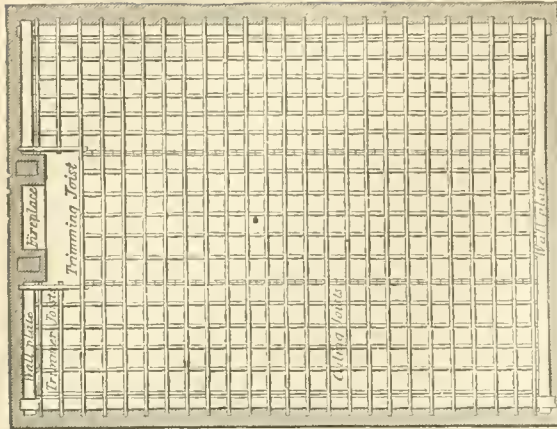 Wall plate
Trimmer Joist
Fireplace
Trimming Joist
Ceiling Joists
Wall plate